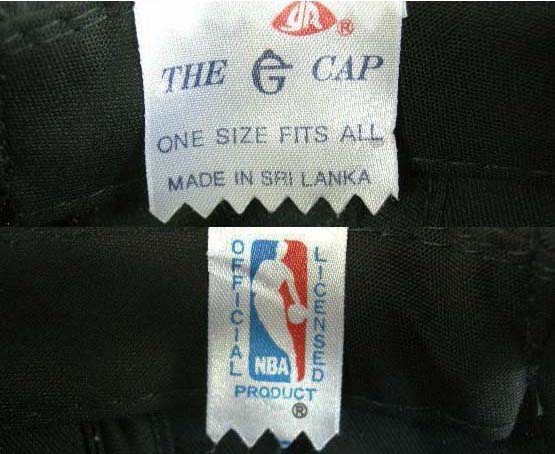 ®
THE G CAP
ONE SIZE FITS ALL
MADE IN SRI LANKA
OFFICIAL
LICENSED
NBA
PRODUCT
®